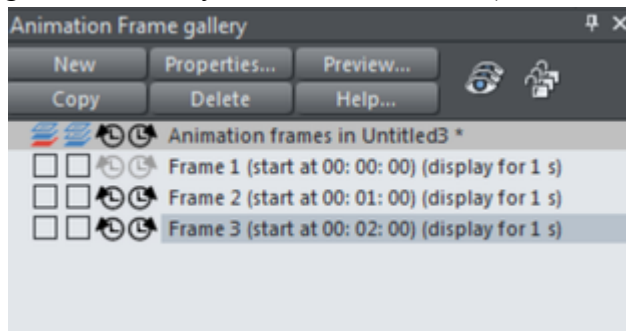 Animation Frame gallery
New Properties... Preview...
Copy Delete Help...
Animation frames in Untitled3 *
Frame 1 (start at 00: 00: 00) (display for 1 s)
Frame 2 (start at 00: 01: 00) (display for 1 s)
Frame 3 (start at 00: 02: 00) (display for 1 s)